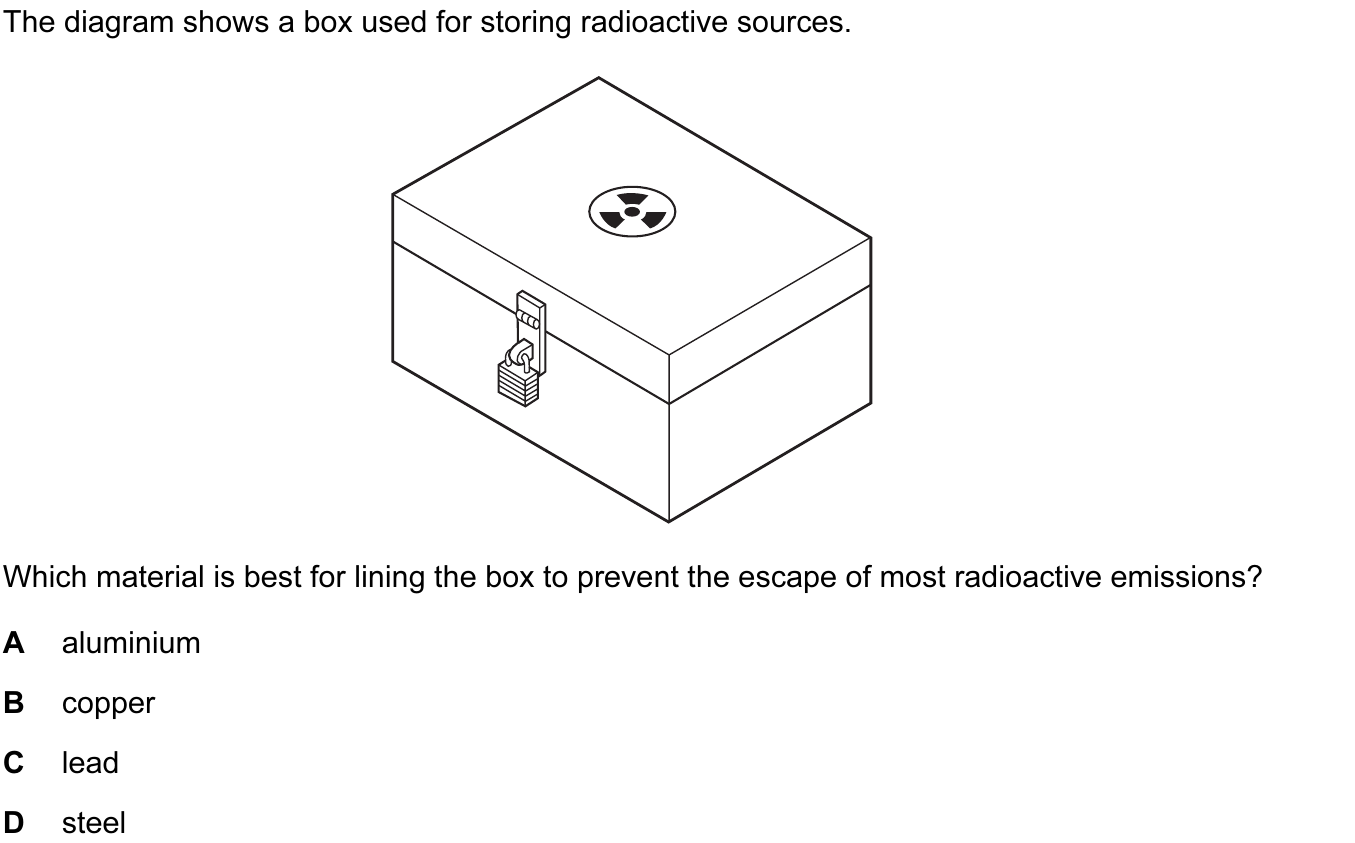 The diagram shows a box used for storing radioactive sources.
Which material is best for lining the box to prevent the escape of most radioactive emissions?
A aluminium
B copper
C lead
D steel